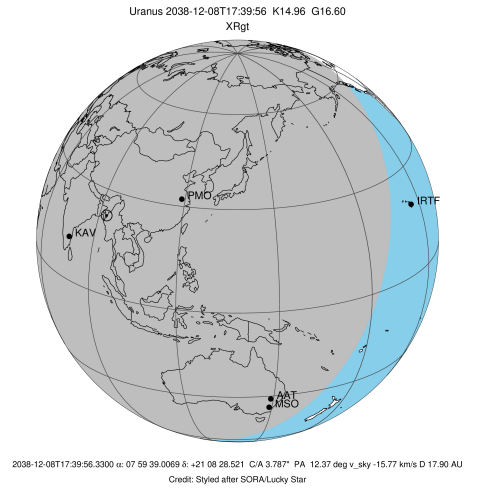 Uranus 2038-12-08T17:39:56 K14.96 G16.60
XRgt
PMO
IRTF
KAV
AAT
MSO
2038-12-08T17:39:56.3300 α: 07 59 39.0069 δ: +21 08 28.521 C/A 3.787" PA 12.37 deg v_sky -15.77 km/s D 17.90 AU
Credit: Styled after SORA/Lucky Star